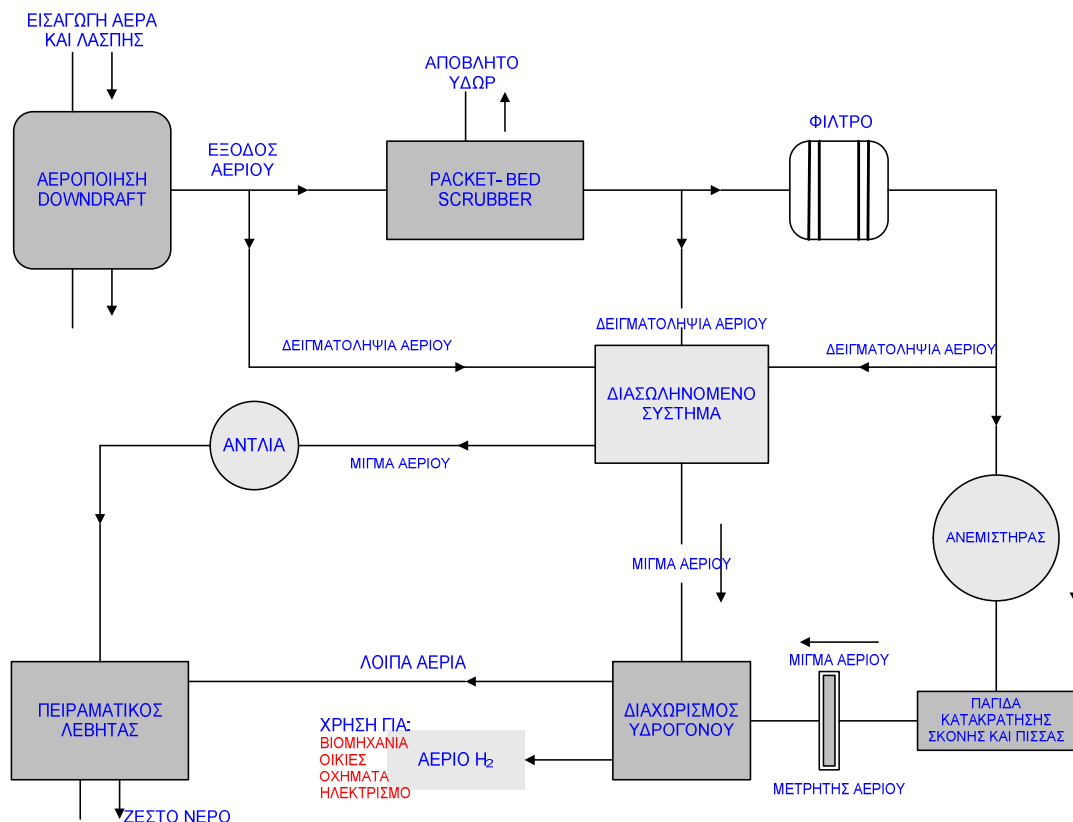 ΕΙΣΑΓΩΓΗ ΑΕΡΑ
ΚΑΙ ΛΑΣΠΗΣ
ΑΠΟΒΛΗΤΟ
ΥΔΩΡ
ΦΙΛΤΡΟ
ΕΞΟΔΟΣ
ΑΕΡΙΟΥ
ΑΕΡΟΠΟΙΗΣΗ
DOWNDRAFT
PACKET- BED
SCRUBBER
ΔΕΙΓΜΑΤΟΛΗΨΙΑ ΑΕΡΙΟΥ
ΔΕΙΓΜΑΤΟΛΗΨΙΑ ΑΕΡΙΟΥ
ΔΕΙΓΜΑΤΟΛΗΨΙΑ ΑΕΡΙΟΥ
ΔΙΑΣΩΛΗΝΟΜΕΝΟ
ΣΥΣΤΗΜΑ
ΑΝΤΛΙΑ
ΜΙΓΜΑ ΑΕΡΙΟΥ
ΑΝΕΜΙΣΤΗΡΑΣ
ΜΙΓΜΑ ΑΕΡΙΟΥ
ΛΟΙΠΑ ΑΕΡΙΑ
ΜΙΓΜΑ ΑΕΡΙΟΥ
ΠΕΙΡΑΜΑΤΙΚΟΣ
ΛΕΒΗΤΑΣ
ΔΙΑΧΩΡΙΣΜΟΣ
ΥΔΡΟΓΟΝΟΥ
ΠΑΓΙΔΑ
ΚΑΤΑΚΡΑΤΗΣΗΣ
ΣΚΟΝΗΣ ΚΑΙ ΠΙΣΣΑΣ
ΧΡΗΣΗ ΓΙΑ:
ΒΙΟΜΗΧΑΝΙΑ
ΟΙΚΙΕΣ
ΟΧΗΜΑΤΑ
ΗΛΕΚΤΡΙΣΜΟ
ΑΕΡΙΟ H₂
ΜΕΤΡΗΤΗΣ ΑΕΡΙΟΥ
ΖΕΣΤΟ ΝΕΡΟ